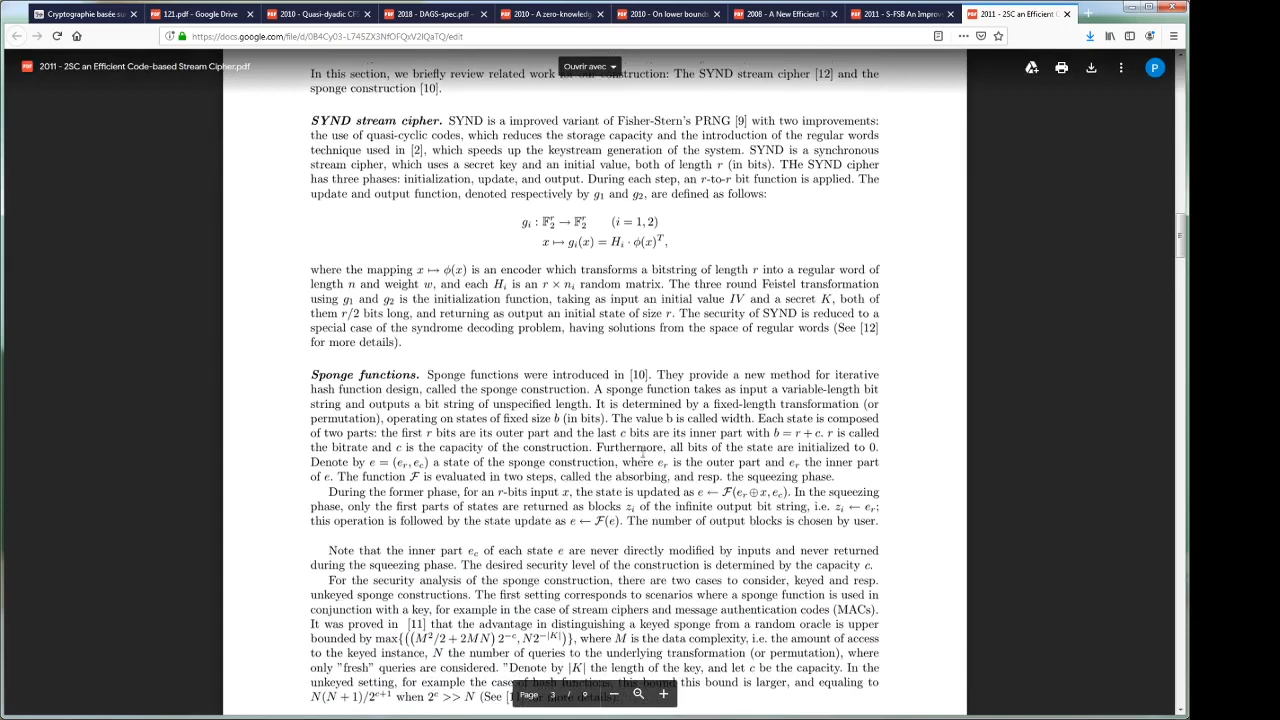 Cryptographie basée su
121.pdf - Google Drive
2010 - Quasi-dyadic CFS
2018 - DAGS-spec.pdf -
2010 - A zero-knowledg
2010 - On lower bounds
2008 - A New Efficient T
2011 - S-FSB An Improv
2011 - 2SC an Efficient C
https://docs.google.com/file/d/0B4Cy03-L745ZX3NfOFQxV2lQaTQ/edit
2011 - 2SC an Efficient Code-based Stream Cipher.pdf
Ouvrir avec
P
In this section, we briefly review related work for our construction: The SYND stream cipher [12] and the
sponge construction [10].
SYND stream cipher. SYND is a improved variant of Fisher-Stern's PRNG [9] with two improvements:
the use of quasi-cyclic codes, which reduces the storage capacity and the introduction of the regular words
technique used in [2], which speeds up the keystream generation of the system. SYND is a synchronous
stream cipher, which uses a secret key and an initial value, both of length r (in bits). THe SYND cipher
has three phases: initialization, update, and output. During each step, an r-to-r bit function is applied. The
update and output function, denoted respectively by g₁ and g₂, are defined as follows:
gᵢ : 𝔽₂ʳ → 𝔽₂ʳ (i = 1, 2)
x ↦ gᵢ(x) = Hᵢ · ϕ(x)ᵀ,
where the mapping x ↦ ϕ(x) is an encoder which transforms a bitstring of length r into a regular word of
length n and weight w, and each Hᵢ is an r × nᵢ random matrix. The three round Feistel transformation
using g₁ and g₂ is the initialization function, taking as input an initial value IV and a secret K, both of
them r/2 bits long, and returning as output an initial state of size r. The security of SYND is reduced to a
special case of the syndrome decoding problem, having solutions from the space of regular words (See [12]
for more details).
Sponge functions. Sponge functions were introduced in [10]. They provide a new method for iterative
hash function design, called the sponge construction. A sponge function takes as input a variable-length bit
string and outputs a bit string of unspecified length. It is determined by a fixed-length transformation (or
permutation), operating on states of fixed size b (in bits). The value b is called width. Each state is composed
of two parts: the first r bits are its outer part and the last c bits are its inner part with b = r + c. r is called
the bitrate and c is the capacity of the construction. Furthermore, all bits of the state are initialized to 0.
Denote by e = (eᵣ, e꜀) a state of the sponge construction, where eᵣ is the outer part and eᵣ the inner part
of e. The function ℱ is evaluated in two steps, called the absorbing, and resp. the squeezing phase.
During the former phase, for an r-bits input x, the state is updated as e ← ℱ(eᵣ ⊕ x, e꜀). In the squeezing
phase, only the first parts of states are returned as blocks zᵢ of the infinite output bit string, i.e. zᵢ ← eᵣ;
this operation is followed by the state update as e ← ℱ(e). The number of output blocks is chosen by user.
Note that the inner part e꜀ of each state e are never directly modified by inputs and never returned
during the squeezing phase. The desired security level of the construction is determined by the capacity c.
For the security analysis of the sponge construction, there are two cases to consider, keyed and resp.
unkeyed sponge constructions. The first setting corresponds to scenarios where a sponge function is used in
conjunction with a key, for example in the case of stream ciphers and message authentication codes (MACs).
It was proved in [11] that the advantage in distinguishing a keyed sponge from a random oracle is upper
bounded by max{((M²/2 + 2MN) 2⁻ᶜ, N2⁻|ᴷ|)}, where M is the data complexity, i.e. the amount of access
to the keyed instance, N the number of queries to the underlying transformation (or permutation), where
only "fresh" queries are considered. "Denote by |K| the length of the key, and let c be the capacity. In the
unkeyed setting, for example the case of hash functions, this bound this bound is larger, and equaling to
N(N + 1)/2ᶜ⁺¹ when 2ᶜ >> N (See [11] for more details).
Page 3 / 9